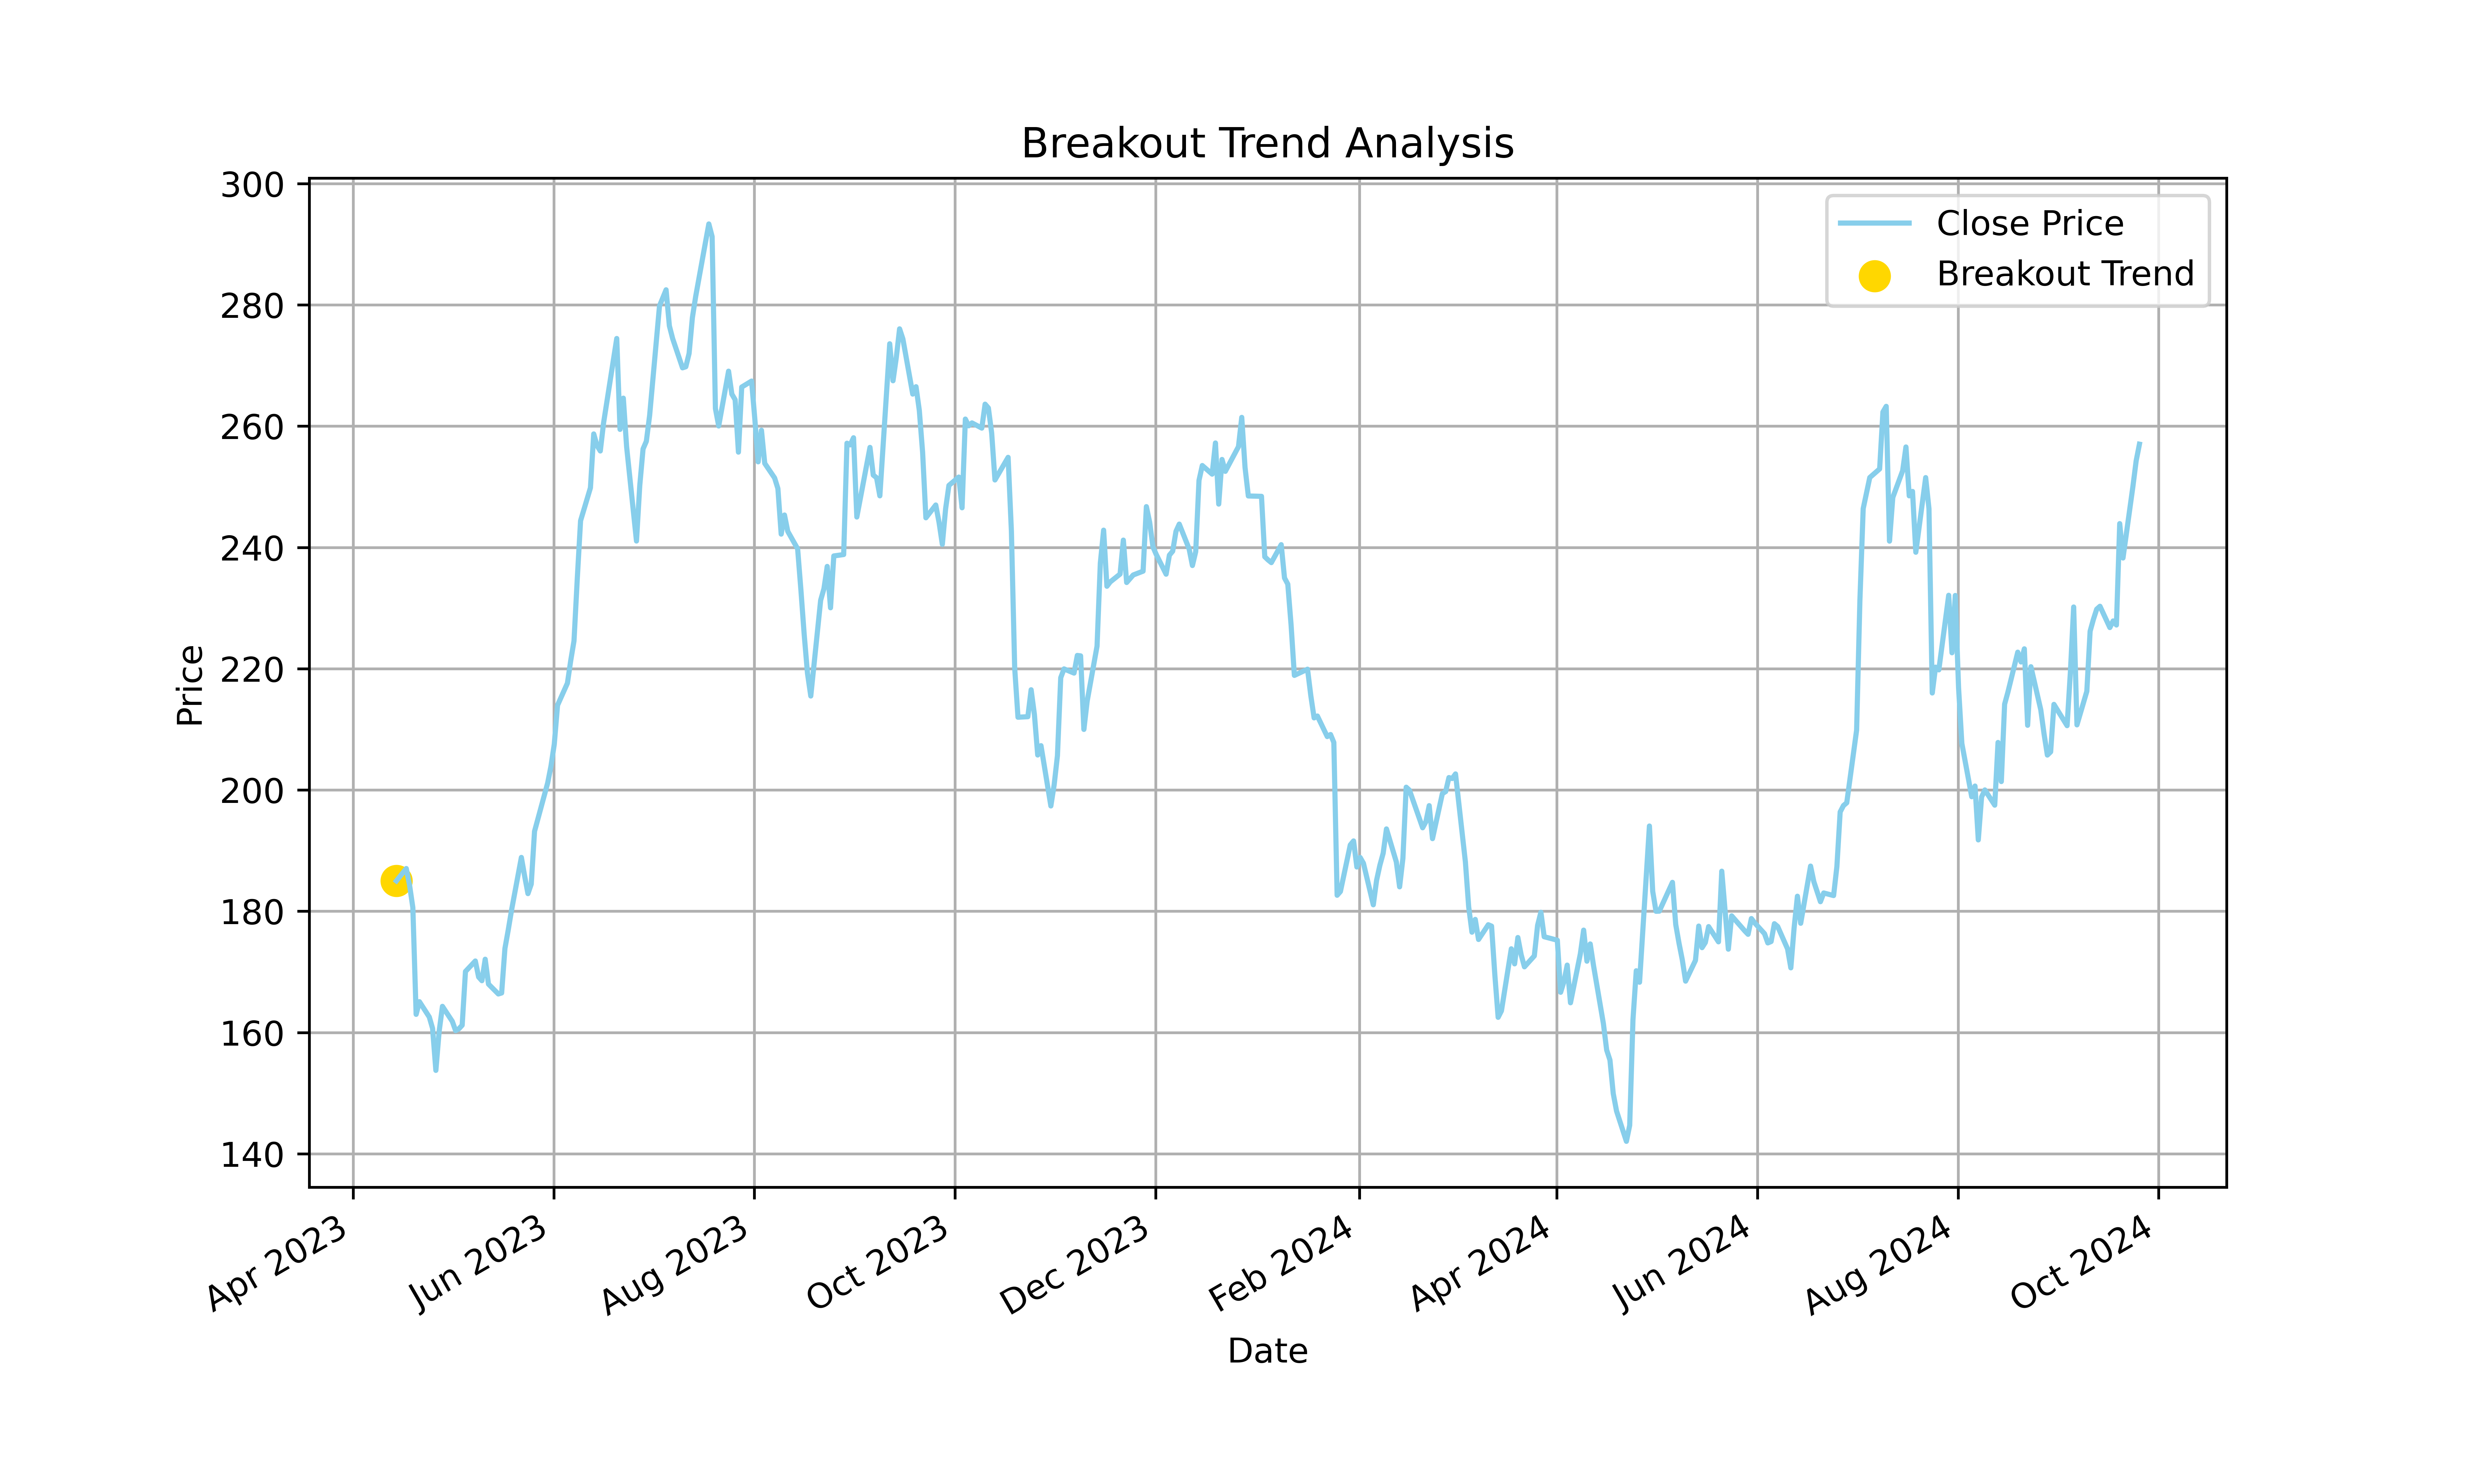 Breakout Trend Analysis
Close Price
Breakout Trend
Price
300
280
260
240
220
200
180
160
140
Apr 2023
Jun 2023
Aug 2023
Oct 2023
Dec 2023
Feb 2024
Apr 2024
Jun 2024
Aug 2024
Oct 2024
Date